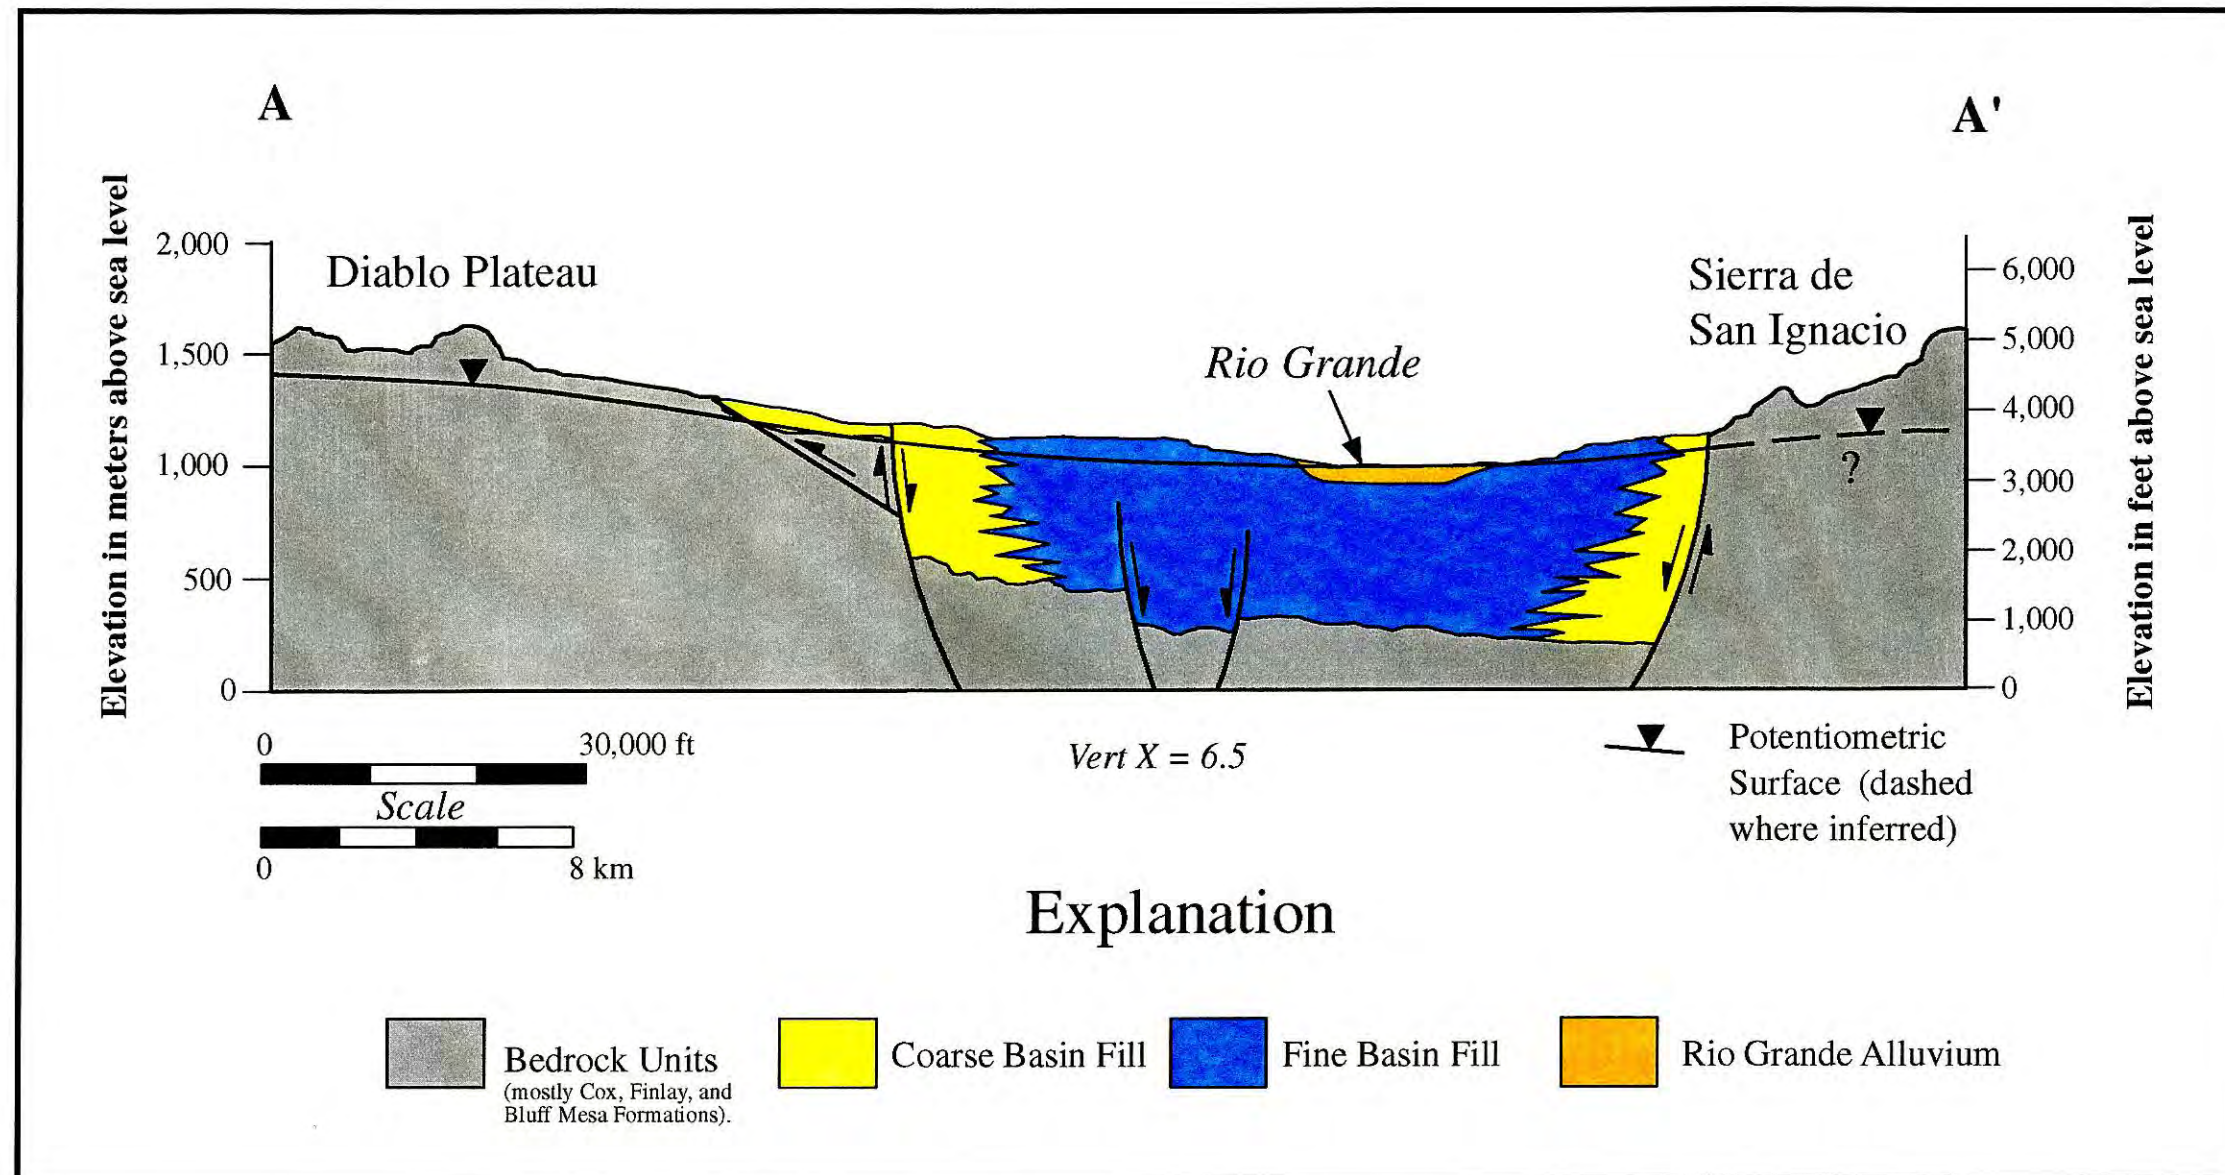 A
A'
Elevation in meters above sea level
2,000
1,500
1,000
500
0
Diablo Plateau
Rio Grande
Sierra de
San Ignacio
?
6,000
5,000
4,000
3,000
2,000
1,000
0
Elevation in feet above sea level
0 30,000 ft
Scale
0 8 km
Vert X = 6.5
Potentiometric
Surface (dashed
where inferred)
Explanation
Bedrock Units
(mostly Cox, Finlay, and
Bluff Mesa Formations).
Coarse Basin Fill
Fine Basin Fill
Rio Grande Alluvium